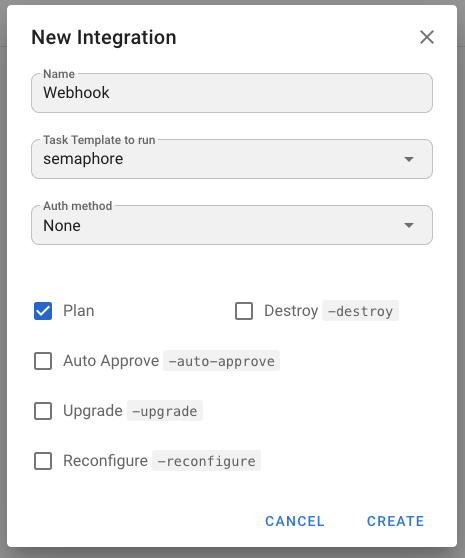 New Integration
Name
Webhook
Task Template to run
semaphore
Auth method
None
Plan
Destroy -destroy
Auto Approve -auto-approve
Upgrade -upgrade
Reconfigure -reconfigure
CANCEL CREATE